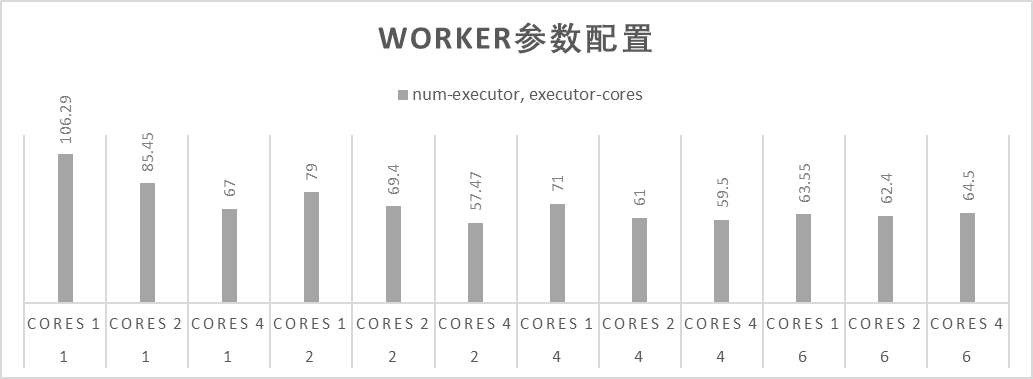 WORKER参数配置
num-executor, executor-cores
106.29 85.45 67 79 69.4 57.47 71 61 59.5 63.55 62.4 64.5
CORES 1 CORES 2 CORES 4 CORES 1 CORES 2 CORES 4 CORES 1 CORES 2 CORES 4 CORES 1 CORES 2 CORES 4
1 1 1 2 2 2 4 4 4 6 6 6